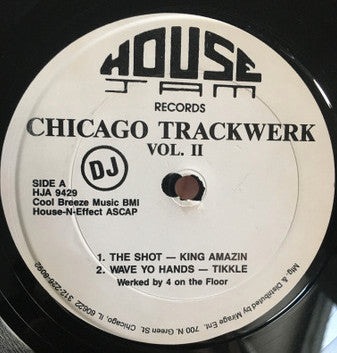 HOUSE
JAM
RECORDS
CHICAGO TRACKWERK
VOL. II
DJ
SIDE A
HJA 9429
Cool Breeze Music BMI
House-N-Effect ASCAP
1. THE SHOT — KING AMAZIN
2. WAVE YO HANDS — TIKKLE
Werked by 4 on the Floor
Mfg. & Distributed by Mirage Ent. 700 N. Green St. Chicago, IL 60622 312-226-8092